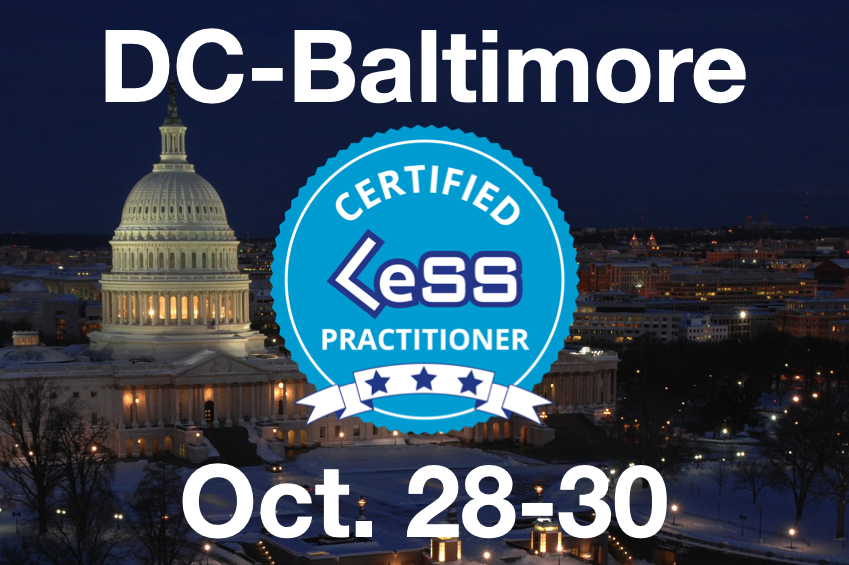 DC-Baltimore
CERTIFIED
LeSS
PRACTITIONER
Oct. 28-30